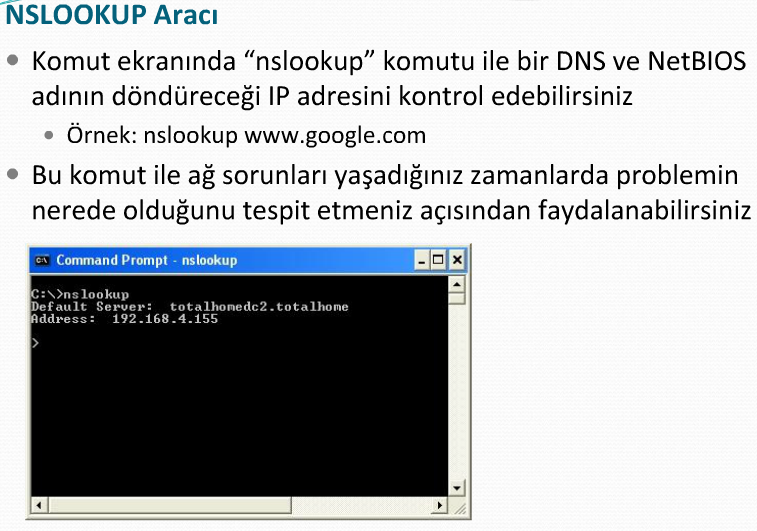 NSLOOKUP Aracı
• Komut ekranında “nslookup” komutu ile bir DNS ve NetBIOS
adının döndüreceği IP adresini kontrol edebilirsiniz
• Örnek: nslookup www.google.com
• Bu komut ile ağ sorunları yaşadığınız zamanlarda problemin
nerede olduğunu tespit etmeniz açısından faydalanabilirsiniz
Command Prompt - nslookup
C:\>nslookup
Default Server:  totalhomedc2.totalhome
Address:  192.168.4.155
>